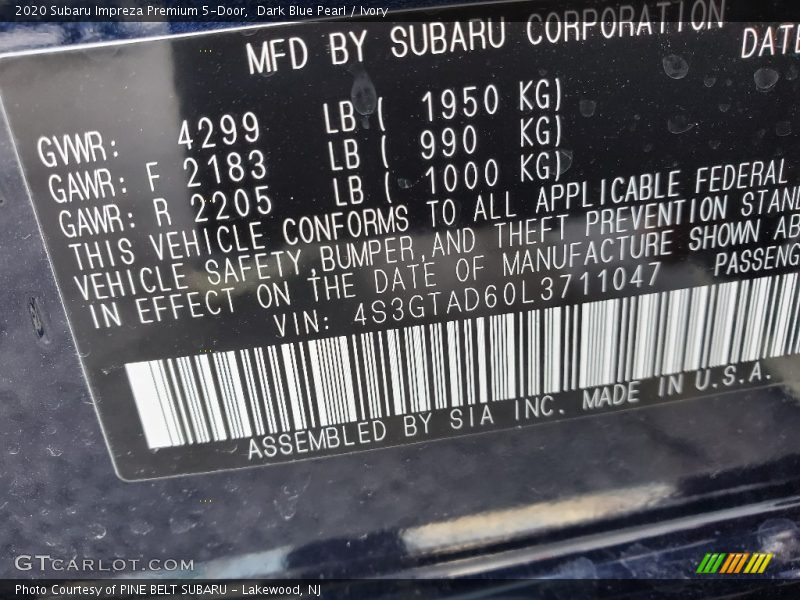 2020 Subaru Impreza Premium 5-Door, Dark Blue Pearl / Ivory
MFD BY SUBARU CORPORATION DATE
GVWR: 4299 LB ( 1950 KG)
GAWR: F 2183 LB ( 990 KG)
GAWR: R 2205 LB ( 1000 KG)
THIS VEHICLE CONFORMS TO ALL APPLICABLE FEDERAL
VEHICLE SAFETY,BUMPER,AND THEFT PREVENTION STAN
IN EFFECT ON THE DATE OF MANUFACTURE SHOWN AB
VIN: 4S3GTAD60L3711047 PASSENG
ASSEMBLED BY SIA INC. MADE IN U.S.A.
GTCARLOT.COM
Photo Courtesy of PINE BELT SUBARU - Lakewood, NJ